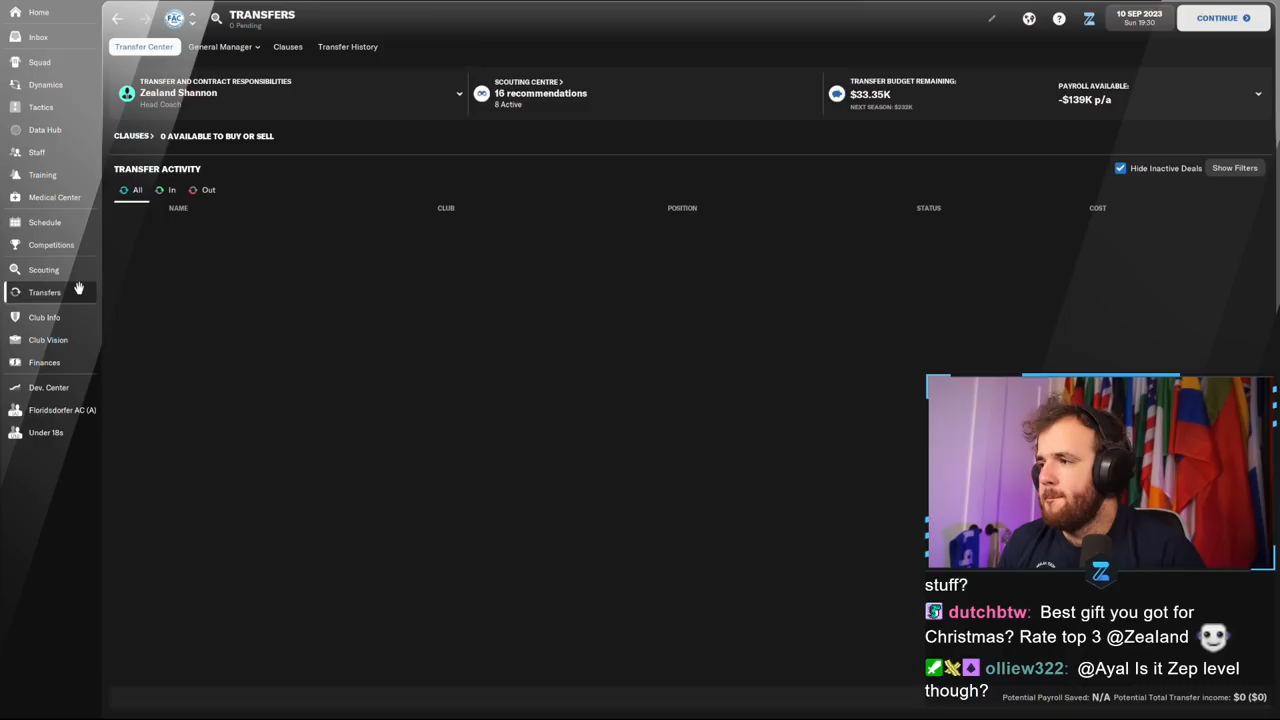 Home
Inbox
Squad
Dynamics
Tactics
Data Hub
Staff
Training
Medical Center
Schedule
Competitions
Scouting
Transfers
Club Info
Club Vision
Finances
Dev. Center
Floridsdorfer AC (A)
Under 18s
FAC
TRANSFERS
0 Pending
10 SEP 2023
Sun 19:30
CONTINUE
Transfer Center
General Manager
Clauses
Transfer History
TRANSFER AND CONTRACT RESPONSIBILITIES
Zealand Shannon
Head Coach
SCOUTING CENTRE >
16 recommendations
8 Active
TRANSFER BUDGET REMAINING:
$33.35K
NEXT SEASON: $232K
PAYROLL AVAILABLE:
-$139K p/a
CLAUSES > 0 AVAILABLE TO BUY OR SELL
TRANSFER ACTIVITY
Hide Inactive Deals
Show Filters
All In Out
NAME CLUB POSITION STATUS COST
stuff?
dutchbtw: Best gift you got for
Christmas? Rate top 3 @Zealand
olliew322: @Ayal Is it Zep level
though?
Potential Payroll Saved: N/A Potential Total Transfer income: $0 ($0)